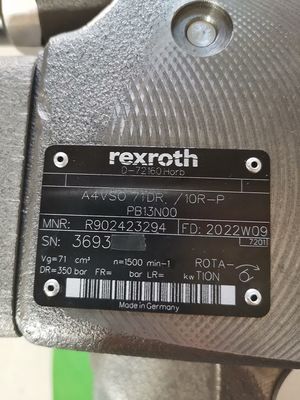 rexroth
D-72160 Horb
A4VSO 71DR /10R-P
PB13N00
MNR: R902423294 FD: 2022W09
SN: 3693 72011
Vg=71 cm³ n=1500 min-1 ROTA-
DR=350 bar FR= bar LR= kw TION
Made in Germany